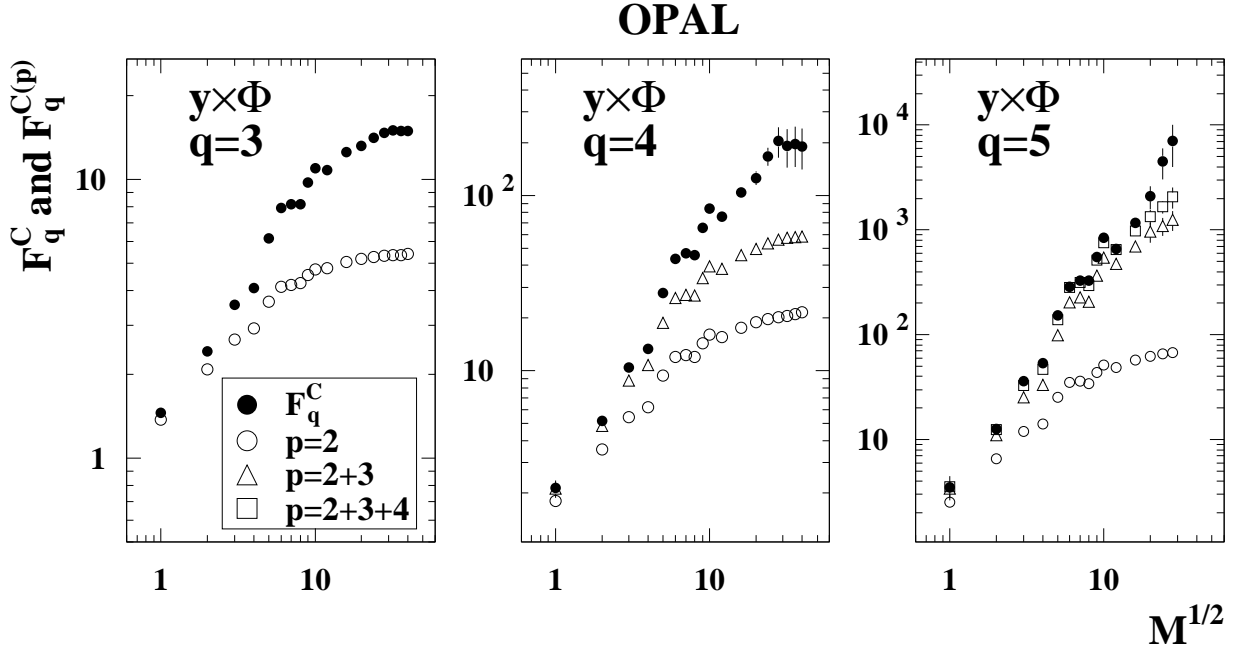 OPAL
F_q^C and F_q^{C(p)}
y×Φ
q=3
10
1
F_q^C
p=2
p=2+3
p=2+3+4
1
10
y×Φ
q=4
10^2
10
1
10
y×Φ
q=5
10^4
10^3
10^2
10
1
10
M^{1/2}